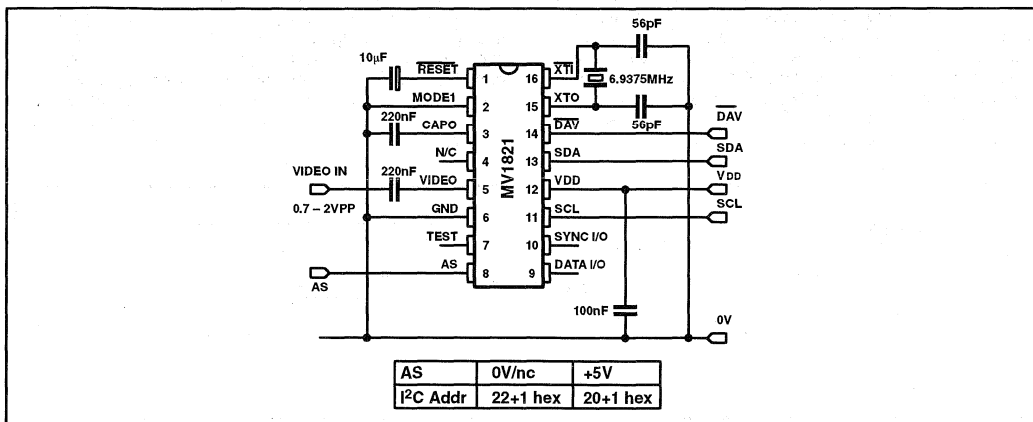 56pF
10µF
RESET
1
16
XTI
6.9375MHz
MODE1
2
15
XTO
220nF
CAPO
3
14
DAV
56pF
DAV
N/C
4
13
SDA
SDA
VIDEO IN
220nF
VIDEO
5
12
VDD
VDD
0.7 – 2VPP
GND
6
11
SCL
SCL
TEST
7
10
SYNC I/O
AS
8
9
DATA I/O
AS
MV1821
100nF
0V
AS 0V/nc +5V
I²C Addr 22+1 hex 20+1 hex